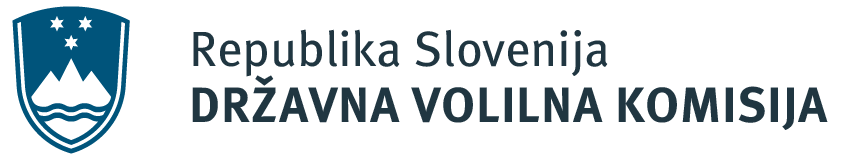 Republika Slovenija
DRŽAVNA VOLILNA KOMISIJA